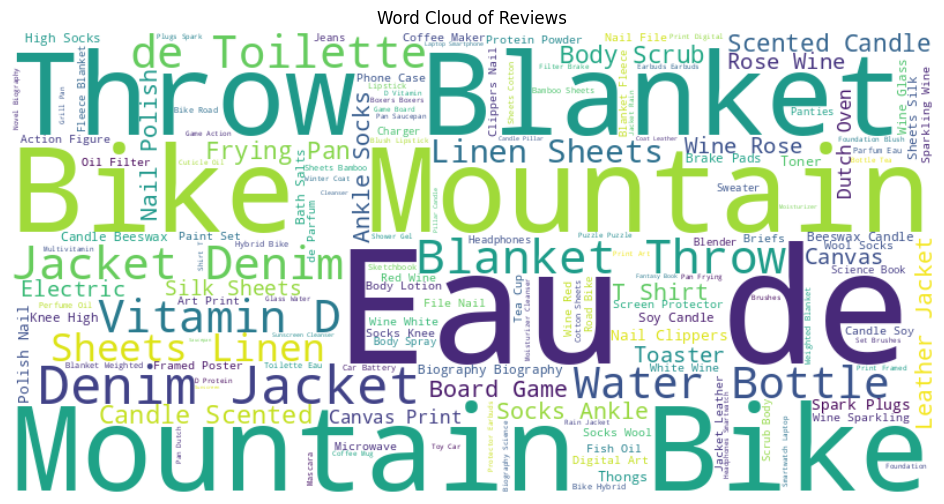 Word Cloud of Reviews
High Socks
Plugs Spark
Jeans
Coffee Maker
Laptop Smartphone
Protein Powder
Nail File
Print Digital
Scented Candle
de Toilette
Body Scrub
Rose Wine
Throw Blanket
Novel Biography
Grill Pan
Fleece Blanket
Nail Polish
Bike Road
Game Action
Phone Case
Lipstick
D Vitamin
Boxers Boxers
Game Board
Pan Saucepan
Charger
Blush Lipstick
Clippers Nail
Sheets Cotton
Filter Brake
Bamboo Sheets
Earbuds Earbuds
Blanket Fleece
Jacket Rain
Panties
Wine Glass
Sheets Silk
Sparkling Wine
Action Figure
Oil Filter
Cuticle Oil
Frying Pan
Sheets Bamboo
Winter Coat
Cleanser
Bath Salts
de Parfum
Ankle Socks
Candle Pillar
Coat Leather
Linen Sheets
Wine Rose
Brake Pads
Toner
Dutch Oven
Foundation Blush
Parfum Eau
Bottle Tea
Sweater
Moisturizer
Pillar Candle
Bike Mountain
Candle Beeswax
Paint Set
Hybrid Bike
Multivitamin
Shirt T
Shower Gel
Headphones
Puzzle Puzzle
Blender
Briefs
Beeswax Candle
Wool Socks
Canvas
Jacket Denim
Blanket Throw
Print Art
Fantasy Book
Pan Frying
Science Book
Electric
Silk Sheets
Glass Water
Sketchbook
Red Wine
Body Lotion
File Nail
Tea Cup
Moisturizer Cleanser
Wine Red
Road Bike
Cotton Sheets
T Shirt
Screen Protector
Brushes
Weighted Blanket
Perfume Oil
Art Print
Knee High
Vitamin D
Sunscreen Cleanser
Wine White
Socks Knee
Body Spray
Soy Candle
Nail Clippers
Candle Soy
Set Brushes
Leather Jacket
Eau de
Polish Nail
Sheets Linen
Blanket Weighted
Framed Poster
Toilette Eau
Car Battery
Biography Biography
Toaster
White Wine
Print Framed
D Protein
Denim Jacket
Board Game
Water Bottle
Candle Scented
Canvas Print
Socks Ankle
Spark Plugs
Wine Sparkling
Jacket Leather
Headphones Smartwatch
Scrub Body
Smartwatch Laptop
Pan Dutch
Mascara
Microwave
Coffee Mug
Toy Car
Protector Earbuds
Biography Science
Rain Jacket
Socks Wool
Fish Oil
Digital Art
Thongs
Bike Hybrid
Foundation
Mountain Bike